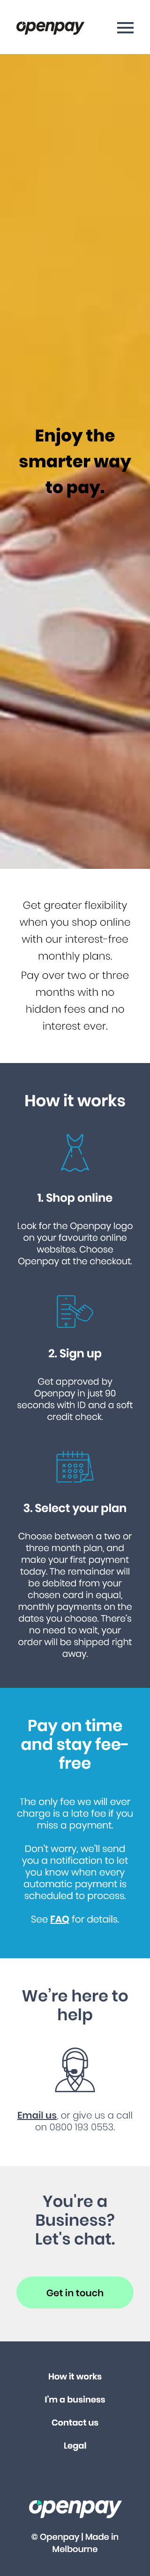 openpay
Enjoy the
smarter way
to pay.
Get greater flexibility
when you shop online
with our interest-free
monthly plans.
Pay over two or three
months with no
hidden fees and no
interest ever.
How it works
1. Shop online
Look for the Openpay logo
on your favourite online
websites. Choose
Openpay at the checkout.
2. Sign up
Get approved by
Openpay in just 90
seconds with ID and a soft
credit check.
3. Select your plan
Choose between a two or
three month plan, and
make your first payment
today. The remainder will
be debited from your
chosen card in equal,
monthly payments on the
dates you choose. There's
no need to wait, your
order will be shipped right
away.
Pay on time
and stay fee-
free
The only fee we will ever
charge is a late fee if you
miss a payment.
Don't worry, we'll send
you a notification to let
you know when every
automatic payment is
scheduled to process.
See FAQ for details.
We're here to
help
Email us, or give us a call
on 0800 193 0553.
You're a
Business?
Let's chat.
Get in touch
How it works
I'm a business
Contact us
Legal
openpay
© Openpay | Made in
Melbourne